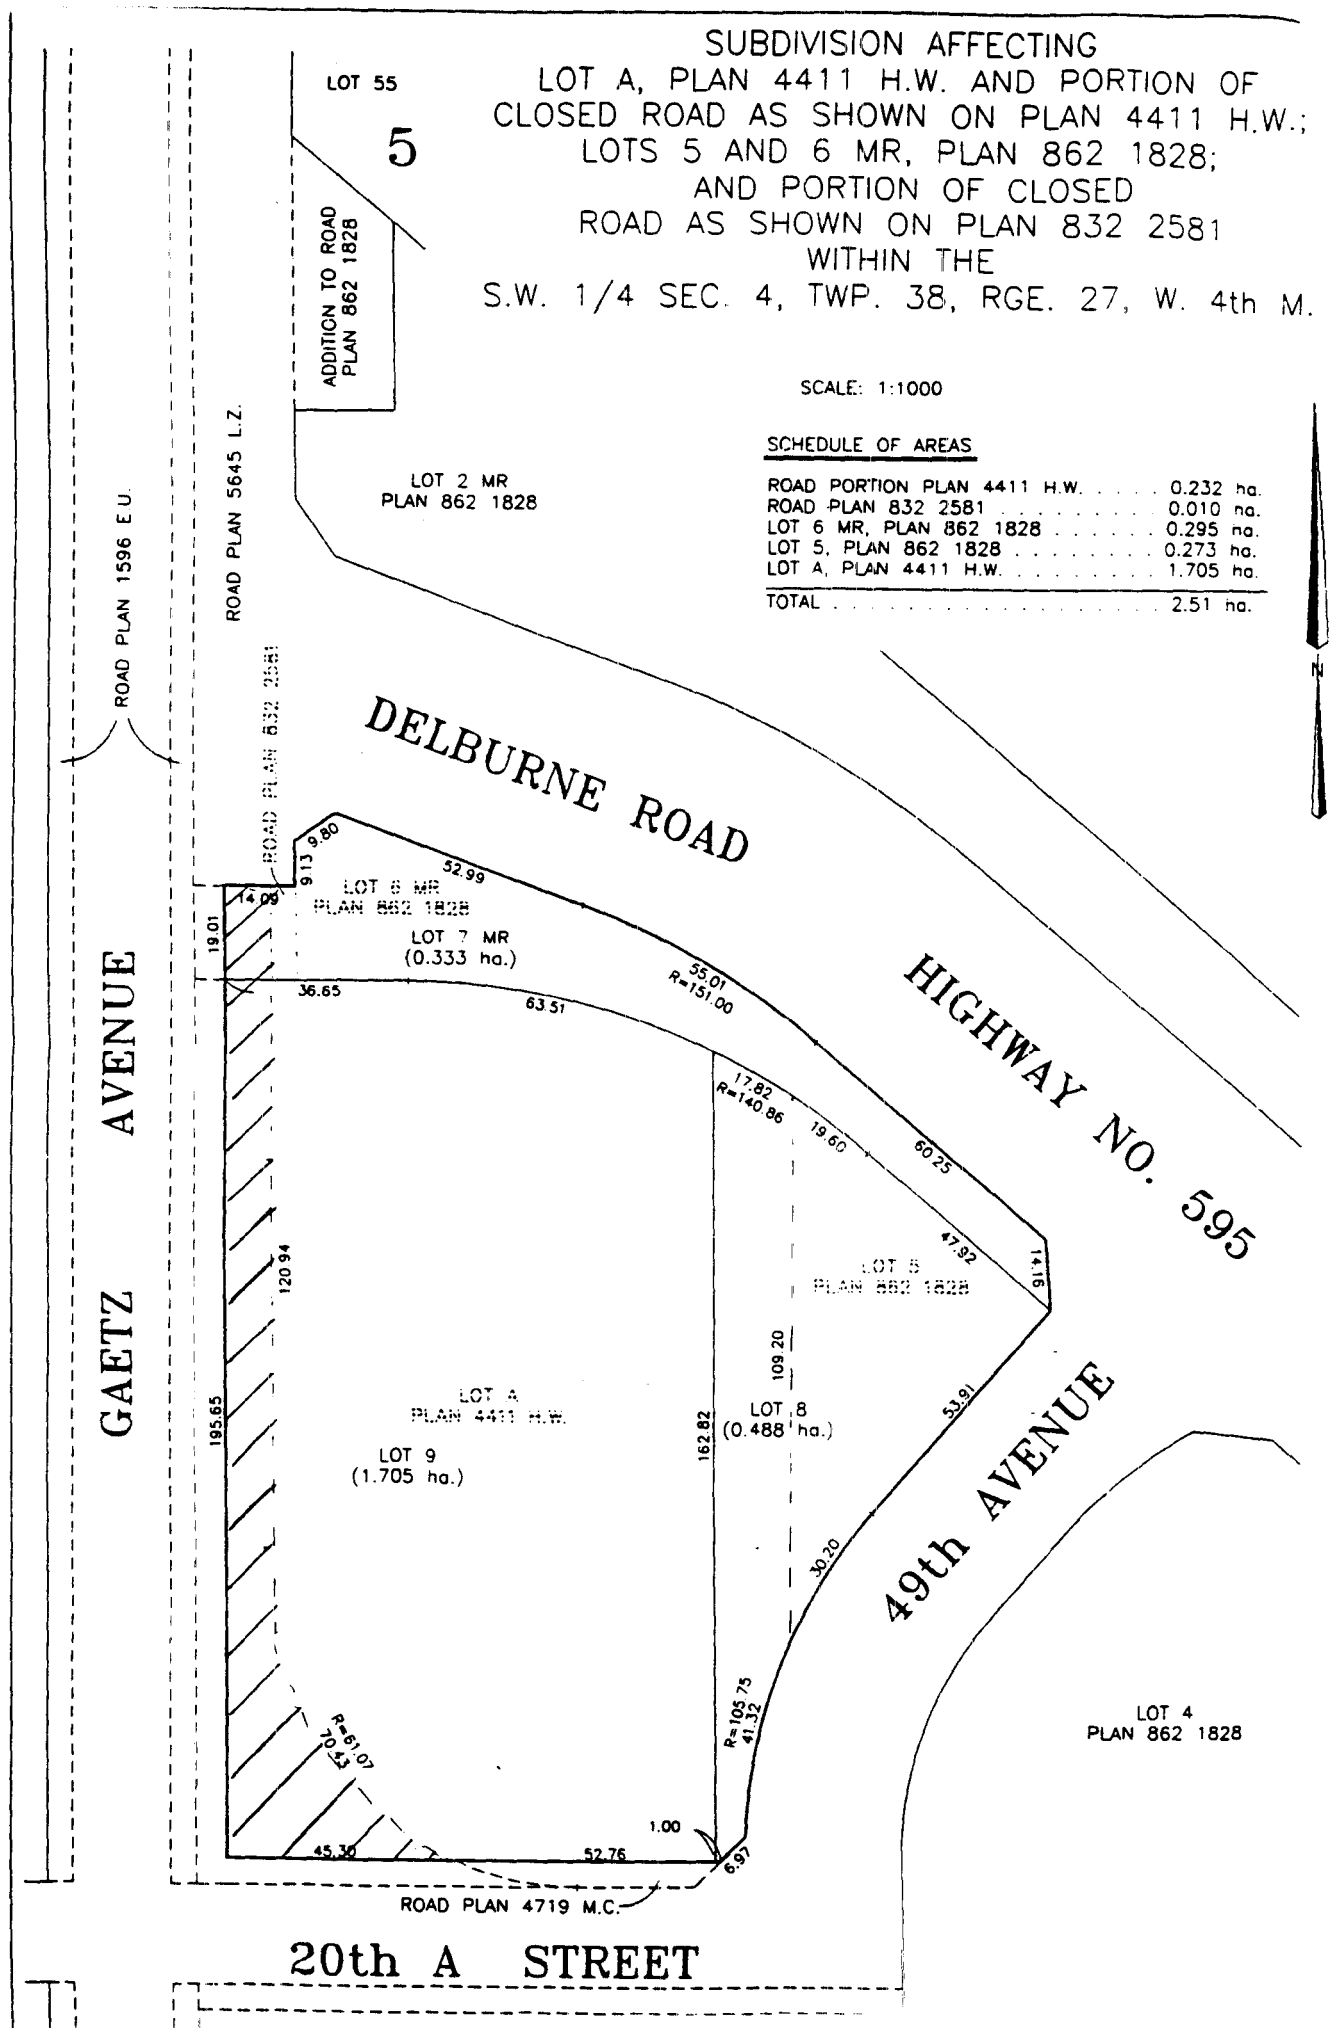 SUBDIVISION AFFECTING
LOT A, PLAN 4411 H.W. AND PORTION OF
CLOSED ROAD AS SHOWN ON PLAN 4411 H.W.;
LOTS 5 AND 6 MR, PLAN 862 1828;
AND PORTION OF CLOSED
ROAD AS SHOWN ON PLAN 832 2581
WITHIN THE
S.W. 1/4 SEC. 4, TWP. 38, RGE. 27, W. 4th M.
SCALE: 1:1000
SCHEDULE OF AREAS
ROAD PORTION PLAN 4411 H.W. . . . . . 0.232 ha.
ROAD PLAN 832 2581 . . . . . . . . . . 0.010 ha.
LOT 6 MR, PLAN 862 1828 . . . . . . . 0.295 ha.
LOT 5, PLAN 862 1828 . . . . . . . . . 0.273 ha.
LOT A, PLAN 4411 H.W. . . . . . . . . . 1.705 ha.
TOTAL . . . . . . . . . . . . . . . . . . . 2.51 ha.
N
LOT 55
5
ADDITION TO ROAD
PLAN 862 1828
LOT 2 MR
PLAN 862 1828
ROAD PLAN 5645 L.Z.
ROAD PLAN 1596 E.U.
ROAD PLAN 832 2581
DELBURNE ROAD
HIGHWAY NO. 595
9.80
9.13
52.99
14.09
19.01
LOT 6 MR
PLAN 862 1828
LOT 7 MR
(0.333 ha.)
36.65
63.51
55.01
R=151.00
17.82
R=140.86
19.60
60.25
47.92
14.16
LOT 5
PLAN 862 1828
GAETZ AVENUE
120.94
195.65
109.20
162.82
LOT A
PLAN 4411 H.W.
LOT 9
(1.705 ha.)
LOT 8
(0.488 ha.)
53.91
49th AVENUE
30.20
R=105.75
41.32
R=61.07
70.43
LOT 4
PLAN 862 1828
1.00
45.30
52.76
6.97
ROAD PLAN 4719 M.C.
20th A STREET